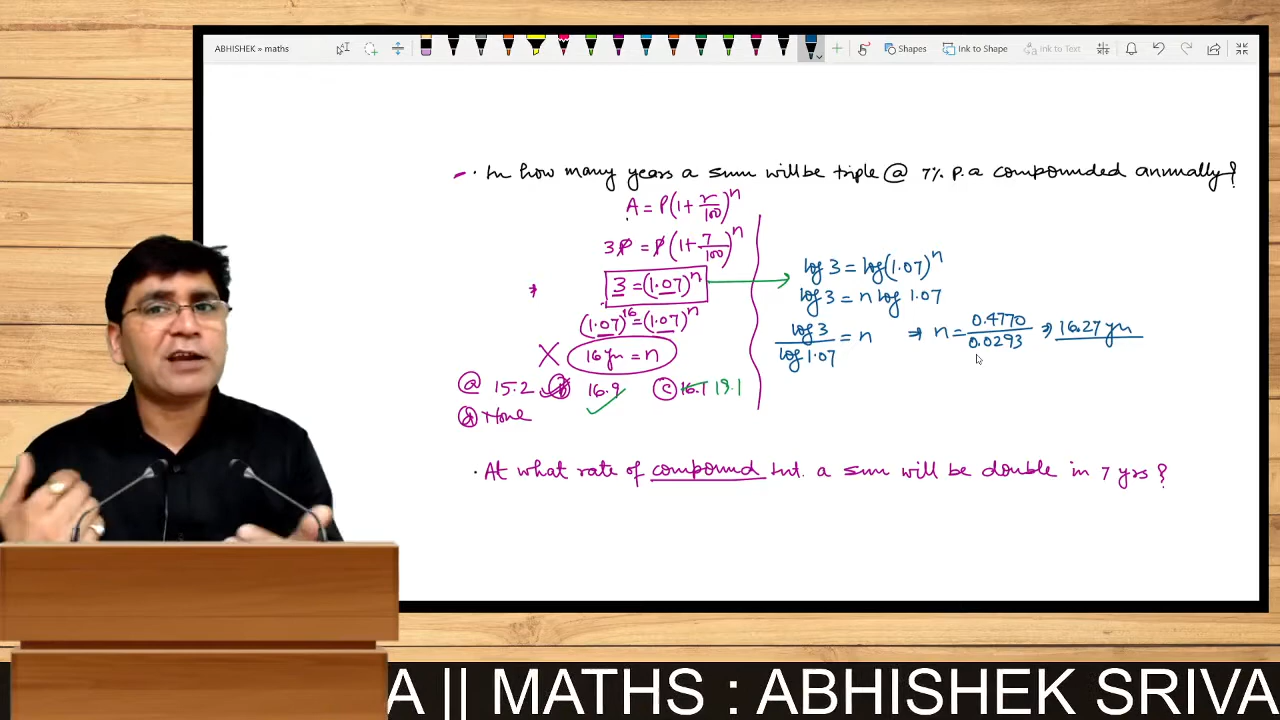 ABHISHEK » maths
Shapes
Ink to Shape
Ink to Text
In how many years a sum will be triple @ 7% p.a compounded annually?
A = P(1+r/100)^n
3P = P(1+7/100)^n
3 = (1.07)^n
(1.07)^16 = (1.07)^n
16 yr = n
(a) 15.2 (b) 16.9 (c) 16.1 19.1
(d) None
log 3 = log(1.07)^n
log 3 = n log 1.07
log 3/log 1.07 = n ⇒ n = 0.4770/0.0293 ⇒ 16.27 yr
· At what rate of compound Int. a sum will be double in 7 yrs?
A || MATHS : ABHISHEK SRIVA